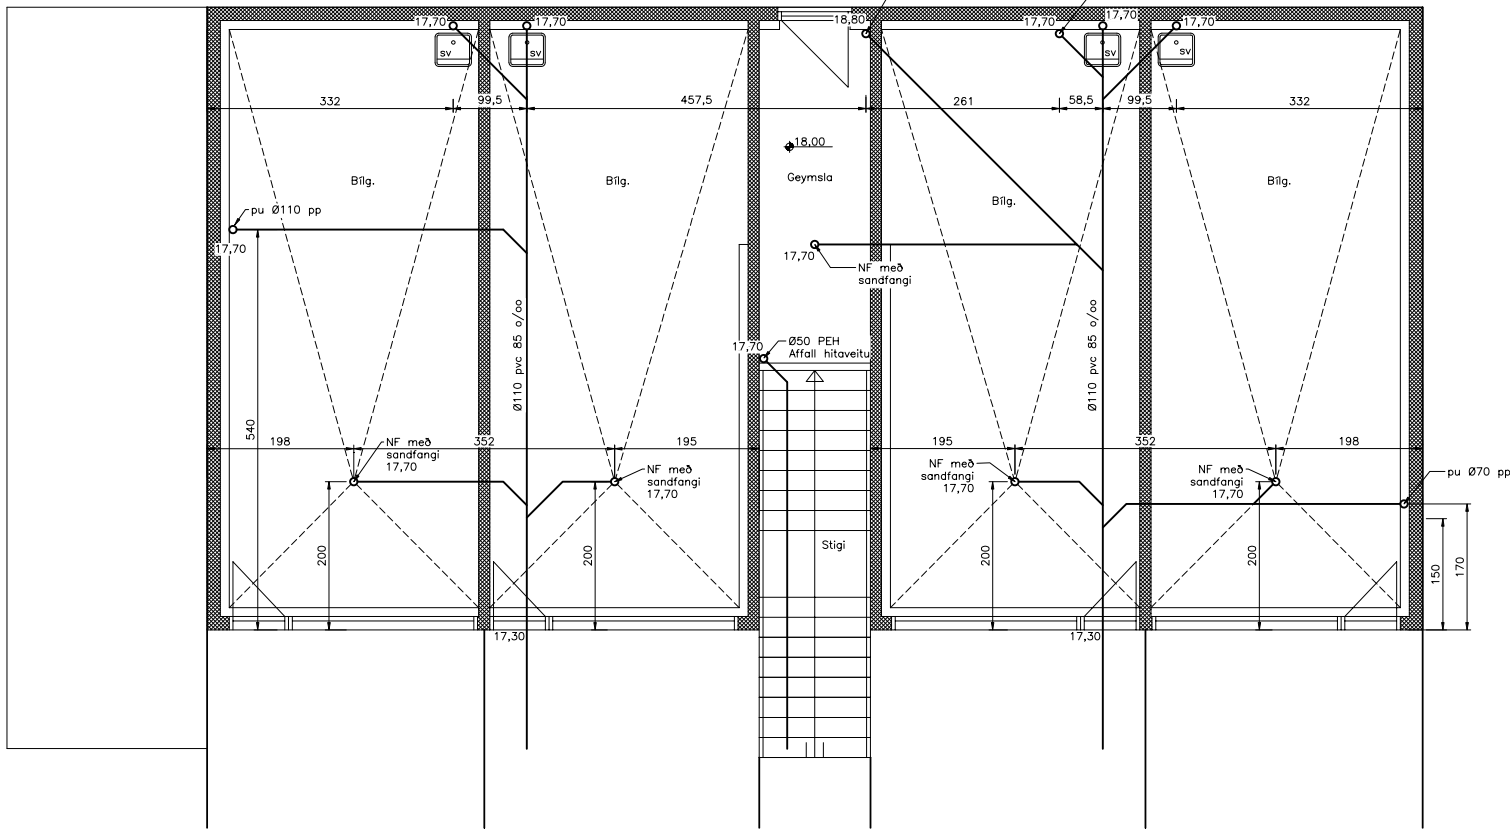 17,70
17,70
18,80
17,70
17,70
17,70
sv
sv
sv
sv
332
99,5
457,5
261
58,5
99,5
332
18,00
Geymsla
Bílg.
Bílg.
Bílg.
Bílg.
pu Ø110 pp
17,70
17,70
NF með
sandfangi
Ø110 pvc 85 o/oo
Ø110 pvc 85 o/oo
17,70
Ø50 PEH
Affall hitaveitu
540
198
352
195
195
352
198
NF með
sandfangi
17,70
NF með
sandfangi
17,70
NF með
sandfangi
17,70
NF með
sandfangi
17,70
pu Ø70 pp
200
200
Stigi
200
200
150
170
17,30
17,30